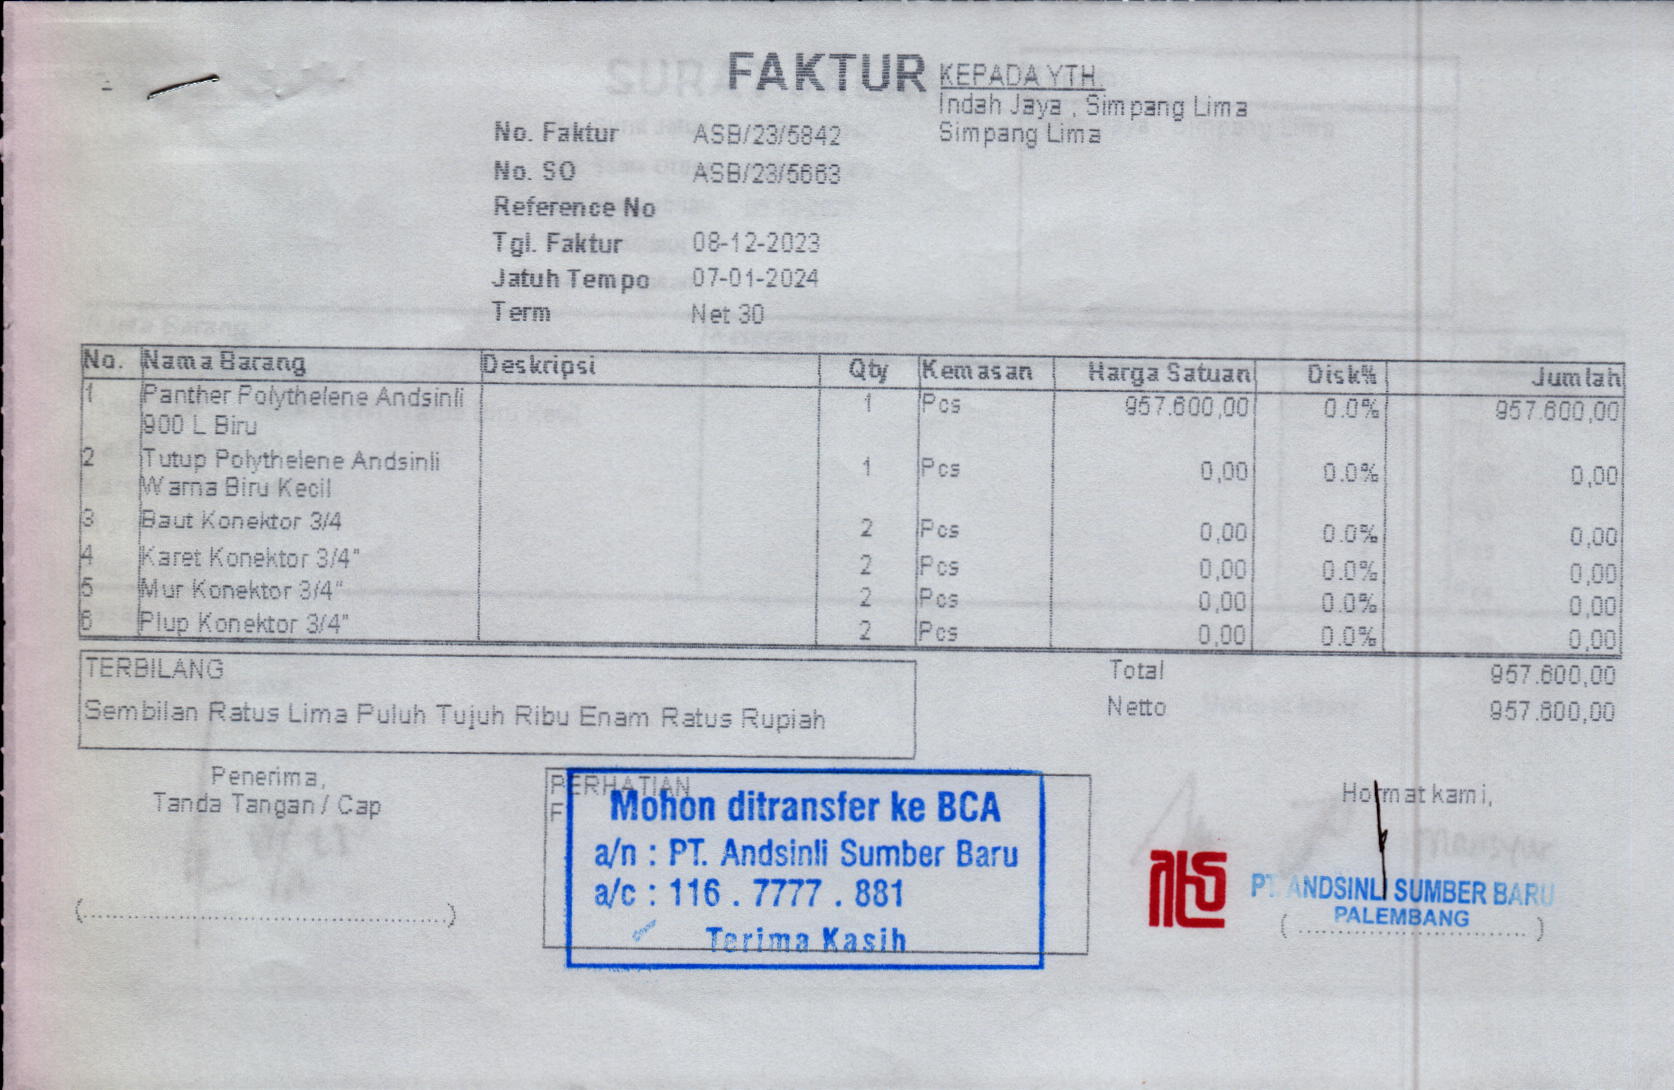 FAKTUR
KEPADA YTH.
Indah Jaya , Simpang Lima
Simpang Lima
No. Faktur ASB/23/5842
No. SO ASB/23/5663
Reference No
Tgl. Faktur 08-12-2023
Jatuh Tempo 07-01-2024
Term Net 30
No. Nama Barang Deskripsi Qty Kemasan Harga Satuan Disk% Jumlah
1 Panther Polythelene Andsinli 1 Pcs 957.600,00 0.0% 957.600,00
900 L Biru
2 Tutup Polythelene Andsinli 1 Pcs 0,00 0.0% 0,00
Warna Biru Kecil
3 Baut Konektor 3/4 2 Pcs 0,00 0.0% 0,00
4 Karet Konektor 3/4" 2 Pcs 0,00 0.0% 0,00
5 Mur Konektor 3/4" 2 Pcs 0,00 0.0% 0,00
6 Plup Konektor 3/4" 2 Pcs 0,00 0.0% 0,00
TERBILANG
Sembilan Ratus Lima Puluh Tujuh Ribu Enam Ratus Rupiah
Total 957.600,00
Netto 957.600,00
Penerima,
Tanda Tangan / Cap
(................................................)
PERHATIAN
Mohon ditransfer ke BCA
a/n : PT. Andsinli Sumber Baru
a/c : 116 . 7777 . 881
Terima Kasih
Hormat kami,
PT. ANDSINLI SUMBER BARU
PALEMBANG
( .............................. )